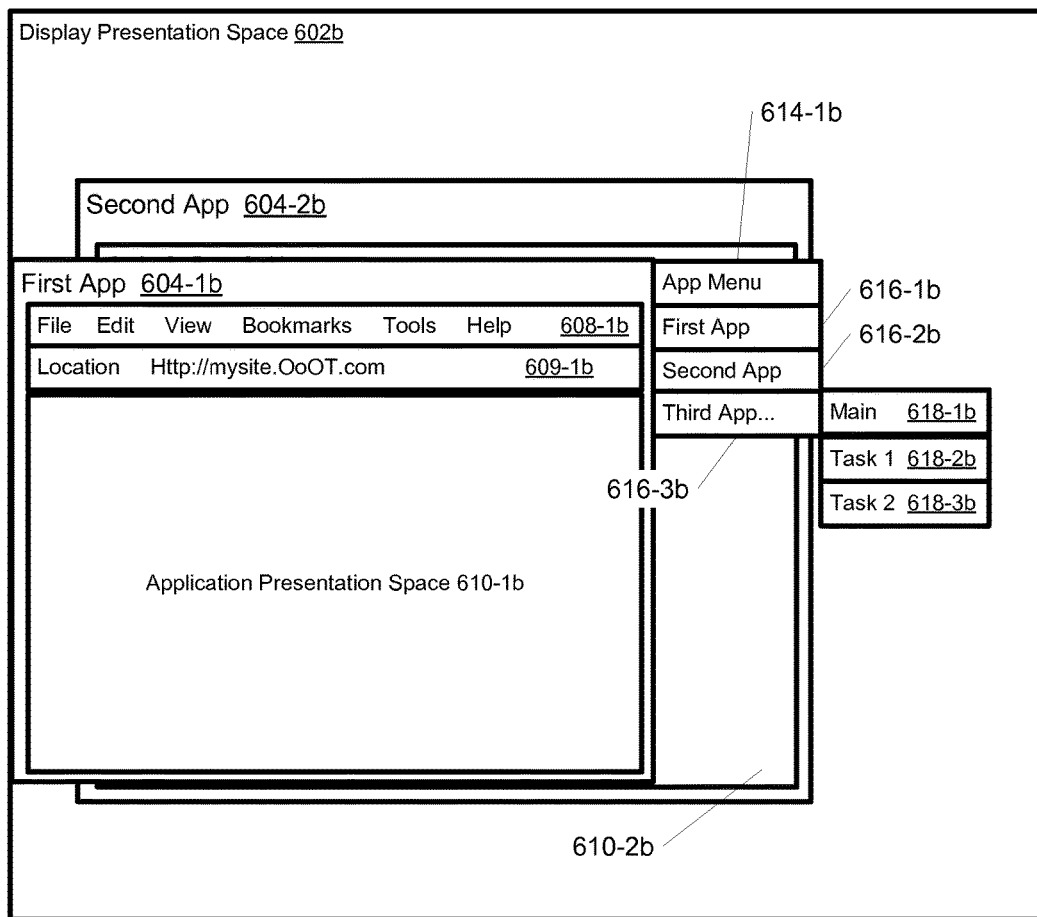 Display Presentation Space 602b
614-1b
Second App 604-2b
First App 604-1b
App Menu
616-1b
File Edit View Bookmarks Tools Help 608-1b
First App
616-2b
Location Http://mysite.OoOT.com 609-1b
Second App
Third App...
Main 618-1b
Task 1 618-2b
616-3b
Task 2 618-3b
Application Presentation Space 610-1b
610-2b